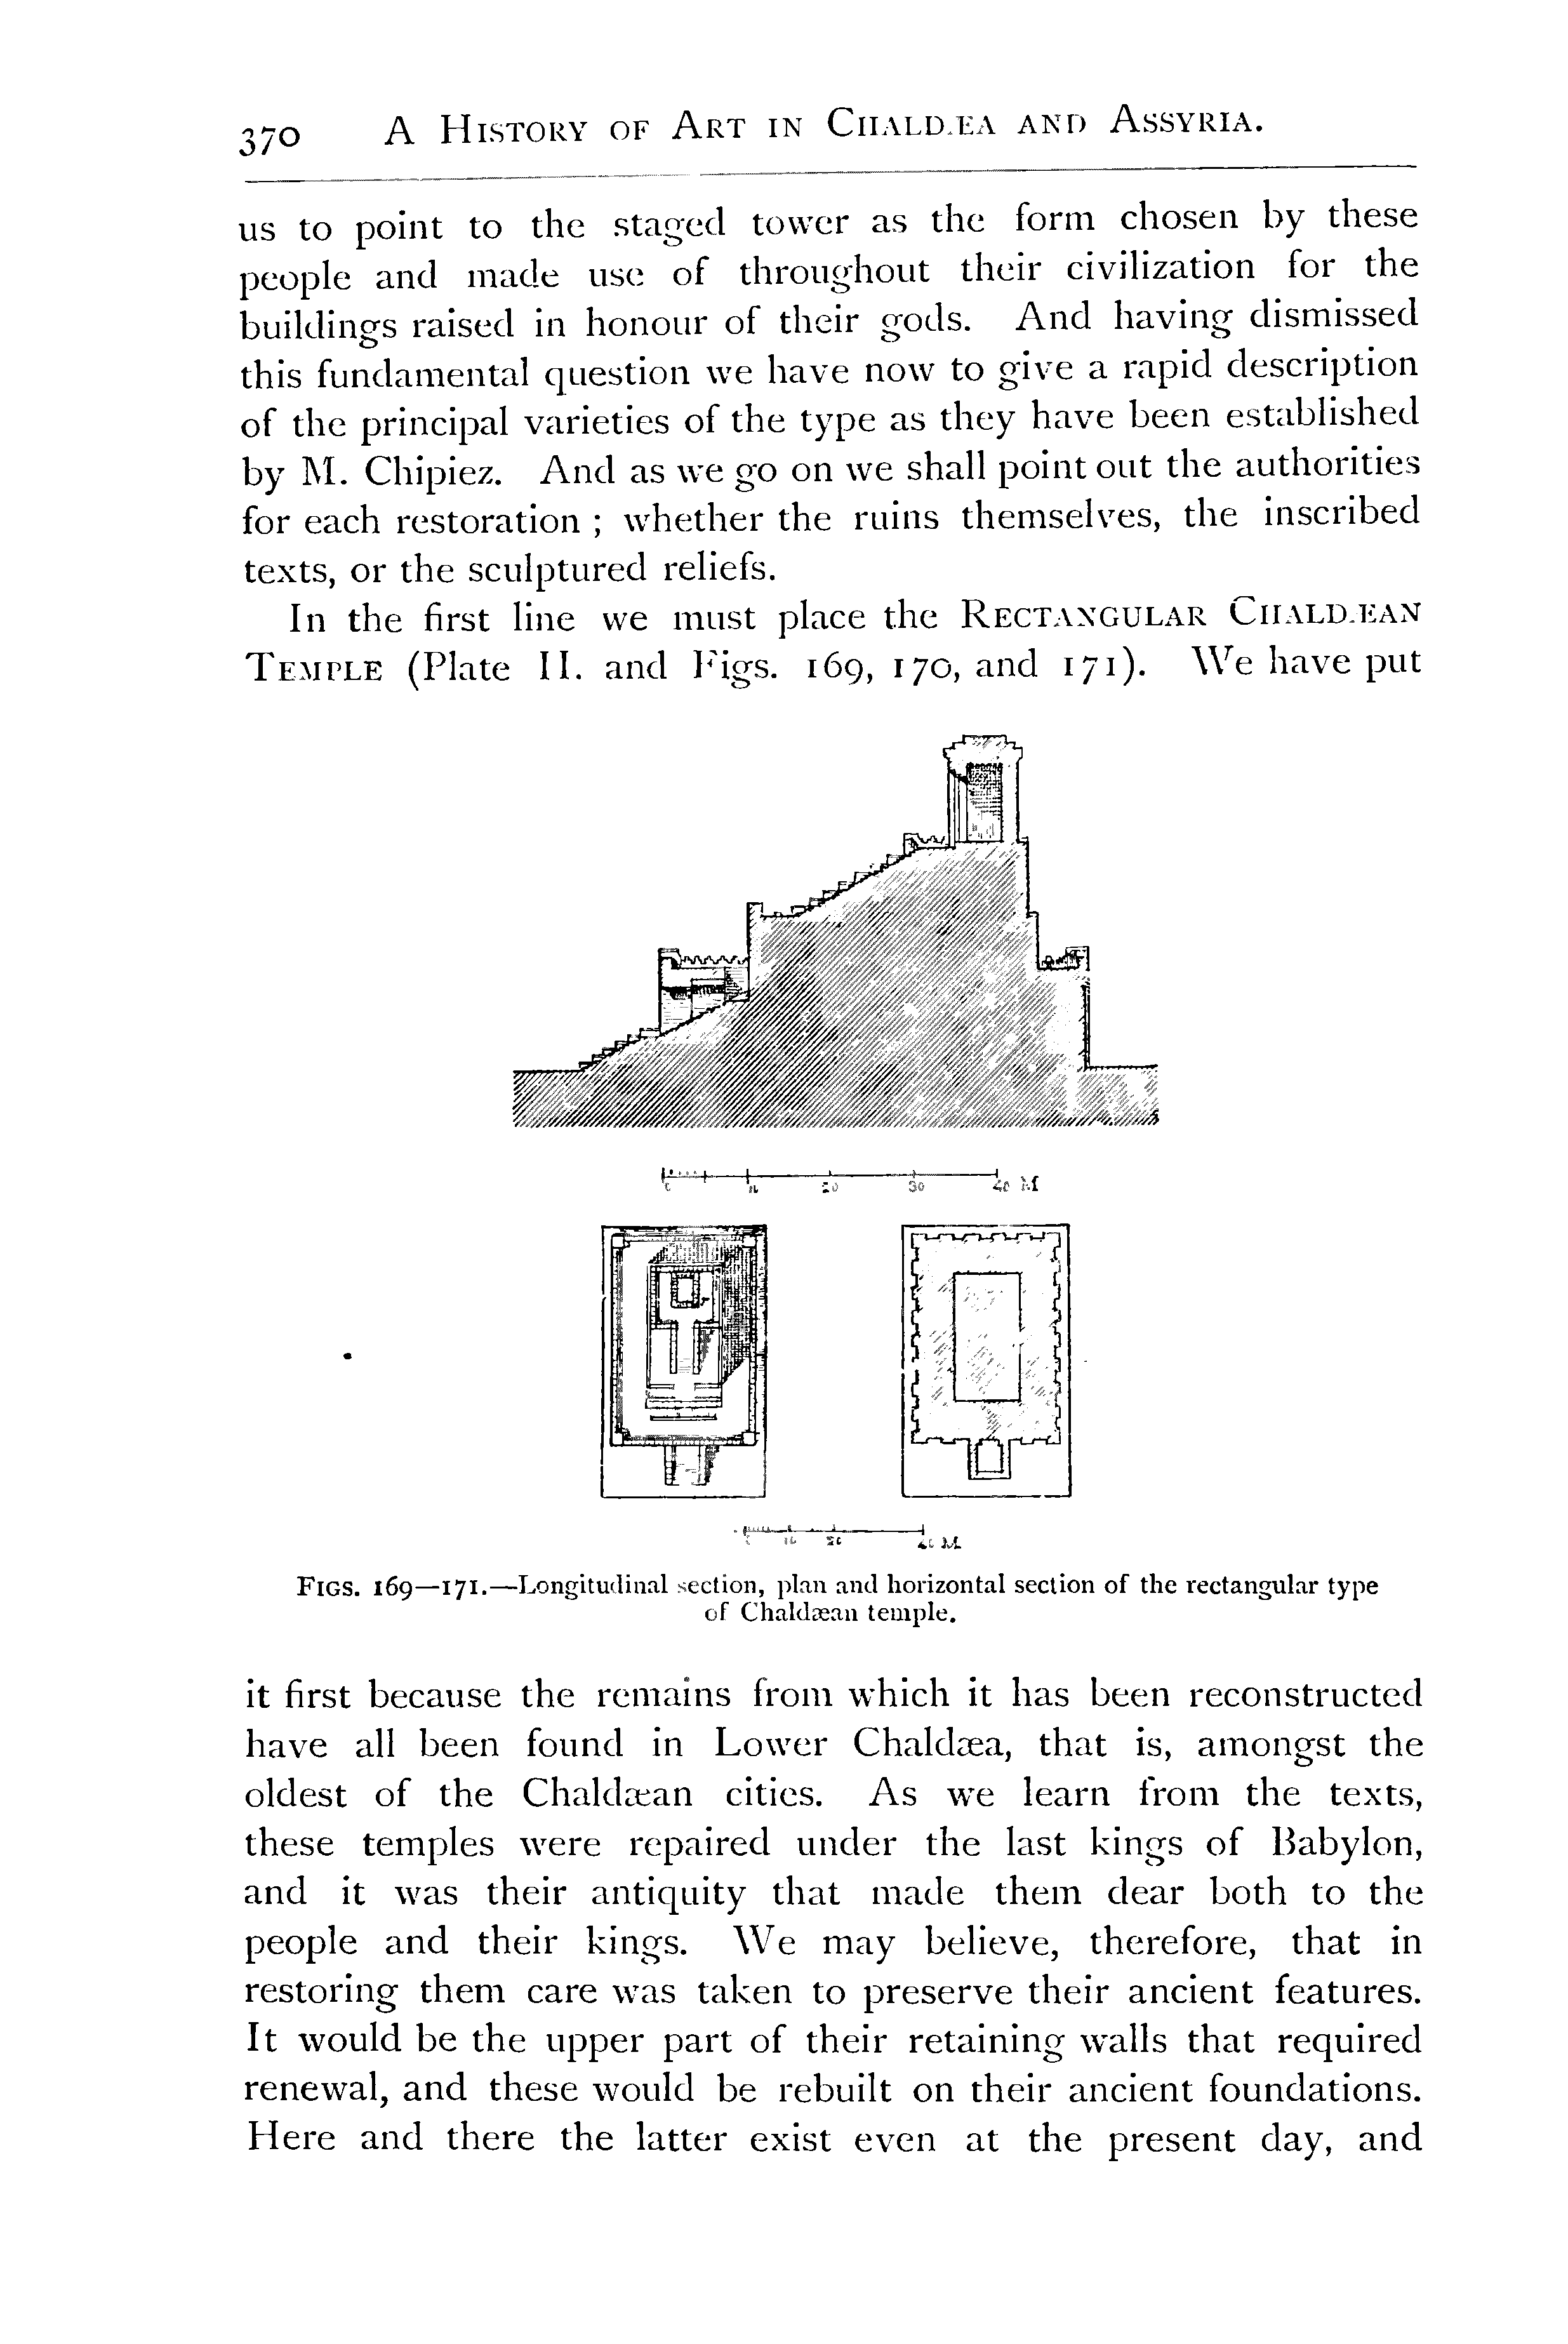 370 A HISTORY OF ART IN CHALDÆA AND ASSYRIA.
us to point to the staged tower as the form chosen by these
people and made use of throughout their civilization for the
buildings raised in honour of their gods. And having dismissed
this fundamental question we have now to give a rapid description
of the principal varieties of the type as they have been established
by M. Chipiez. And as we go on we shall point out the authorities
for each restoration ; whether the ruins themselves, the inscribed
texts, or the sculptured reliefs.
In the first line we must place the RECTANGULAR CHALDÆAN
TEMPLE (Plate II. and Figs. 169, 170, and 171). We have put
0 10 20 30 40 M
0 10 20 40 M
FIGS. 169—171.—Longitudinal section, plan and horizontal section of the rectangular type
of Chaldæan temple.
it first because the remains from which it has been reconstructed
have all been found in Lower Chaldæa, that is, amongst the
oldest of the Chaldæan cities. As we learn from the texts,
these temples were repaired under the last kings of Babylon,
and it was their antiquity that made them dear both to the
people and their kings. We may believe, therefore, that in
restoring them care was taken to preserve their ancient features.
It would be the upper part of their retaining walls that required
renewal, and these would be rebuilt on their ancient foundations.
Here and there the latter exist even at the present day, and